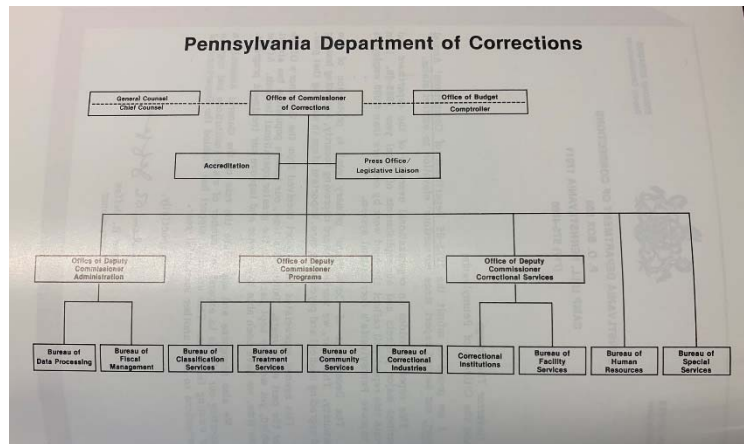 Pennsylvania Department of Corrections
General Counsel
Chief Counsel
Office of Commissioner
of Corrections
Office of Budget
Comptroller
Accreditation
Press Office/
Legislative Liaison
Office of Deputy
Commissioner
Administration
Office of Deputy
Commissioner
Programs
Office of Deputy
Commissioner
Correctional Services
Bureau of
Data Processing
Bureau of
Fiscal
Management
Bureau of
Classification
Services
Bureau of
Treatment
Services
Bureau of
Community
Services
Bureau of
Correctional
Industries
Correctional
Institutions
Bureau of
Facility
Services
Bureau of
Human
Resources
Bureau of
Special
Services